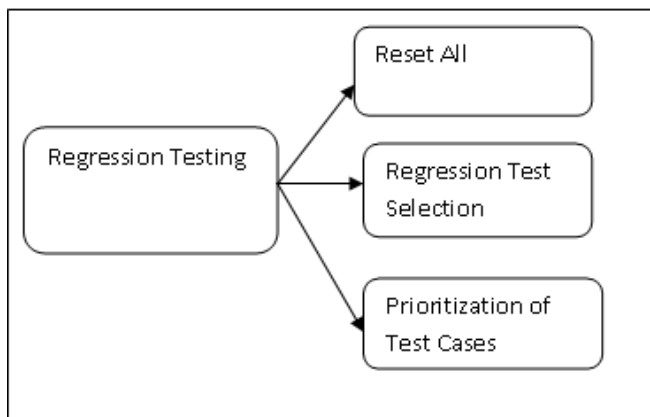 Reset All
Regression Testing
Regression Test
Selection
Prioritization of
Test Cases